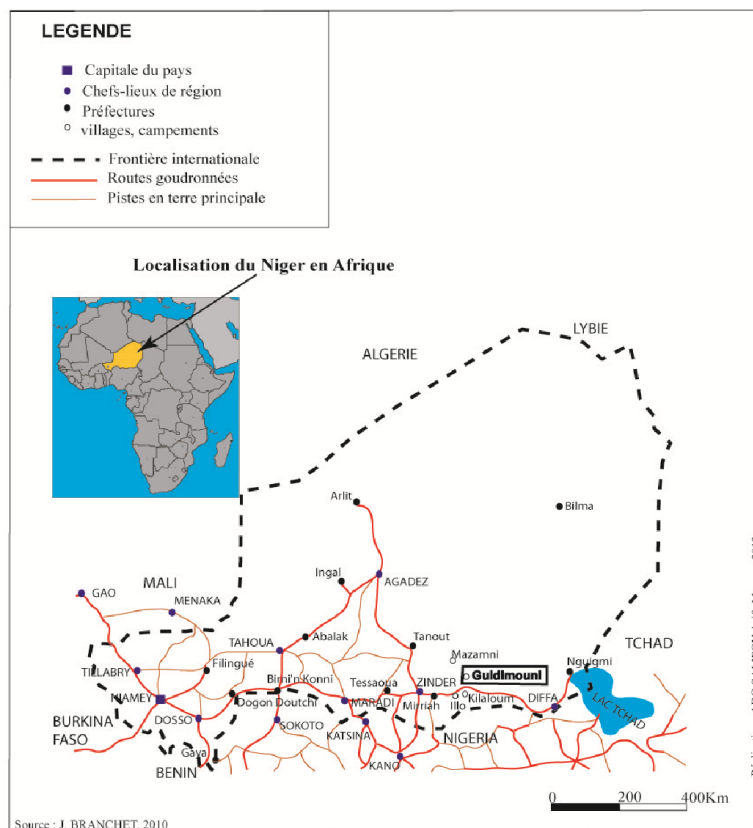 LEGENDE
Capitale du pays
Chefs-lieux de région
Préfectures
villages, campements
Frontière internationale
Routes goudronnées
Pistes en terre principale
Localisation du Niger en Afrique
LYBIE
ALGERIE
Arlit
Bilma
MALI
Ingal
AGADEZ
GAO
MENAKA
TAHOUA
Abalak
Tanout
TCHAD
Mazamni
TILLABRY
Filingué
Birni'n Konni
Tessaoua
ZINDER
Guidimouni
Nguiqmi
NIAMEY
Dogon Doutchi
MARADI
Mirriah
Illo
Kilaloum
DIFFA
LAC TCHAD
BURKINA
FASO
DOSSO
SOKOTO
KATSINA
NIGERIA
Gaya
BENIN
KANO
0 200 400Km
Source : J. BRANCHET, 2010